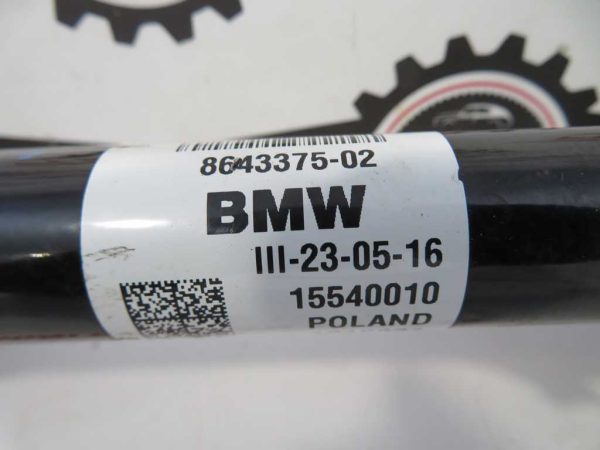 8643375-02
BMW
III-23-05-16
15540010
POLAND